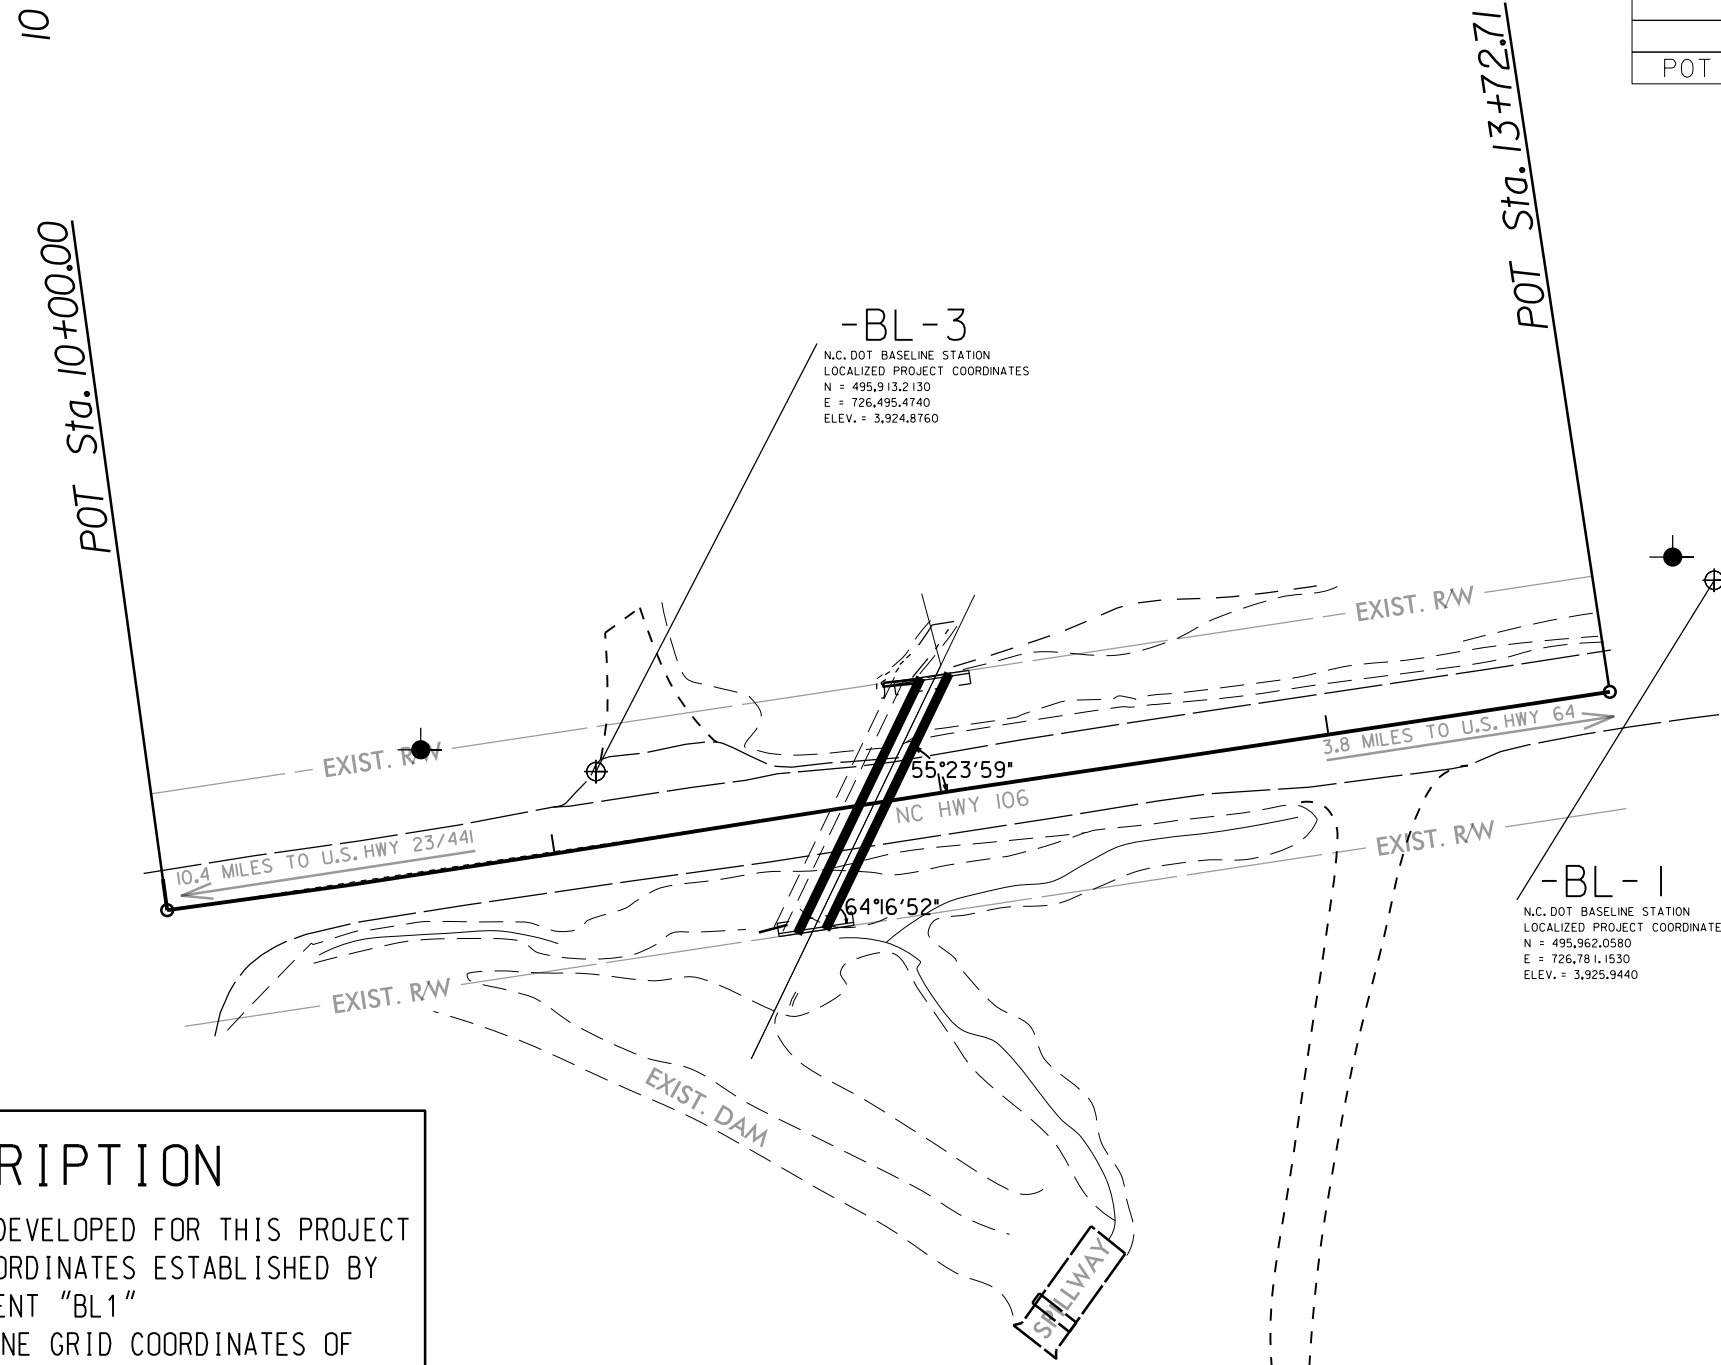 10
POT Sta. 10+00.00
POT Sta. 13+72.71
POT
-BL-3
N.C. DOT BASELINE STATION
LOCALIZED PROJECT COORDINATES
N = 495,913.2130
E = 726,495.4740
ELEV. = 3,924.8760
EXIST. R/W
EXIST. R/W
55°23'59"
3.8 MILES TO U.S. HWY 64
NC HWY 106
10.4 MILES TO U.S. HWY 23/441
EXIST. R/W
64°16'52"
-BL-1
N.C. DOT BASELINE STATION
LOCALIZED PROJECT COORDINATE
N = 495,962.0580
E = 726,781.1530
ELEV. = 3,925.9440
EXIST. R/W
EXIST. DAM
SPILLWAY
RIPTION
DEVELOPED FOR THIS PROJECT
ORDINATES ESTABLISHED BY
ENT "BL1"
NE GRID COORDINATES OF